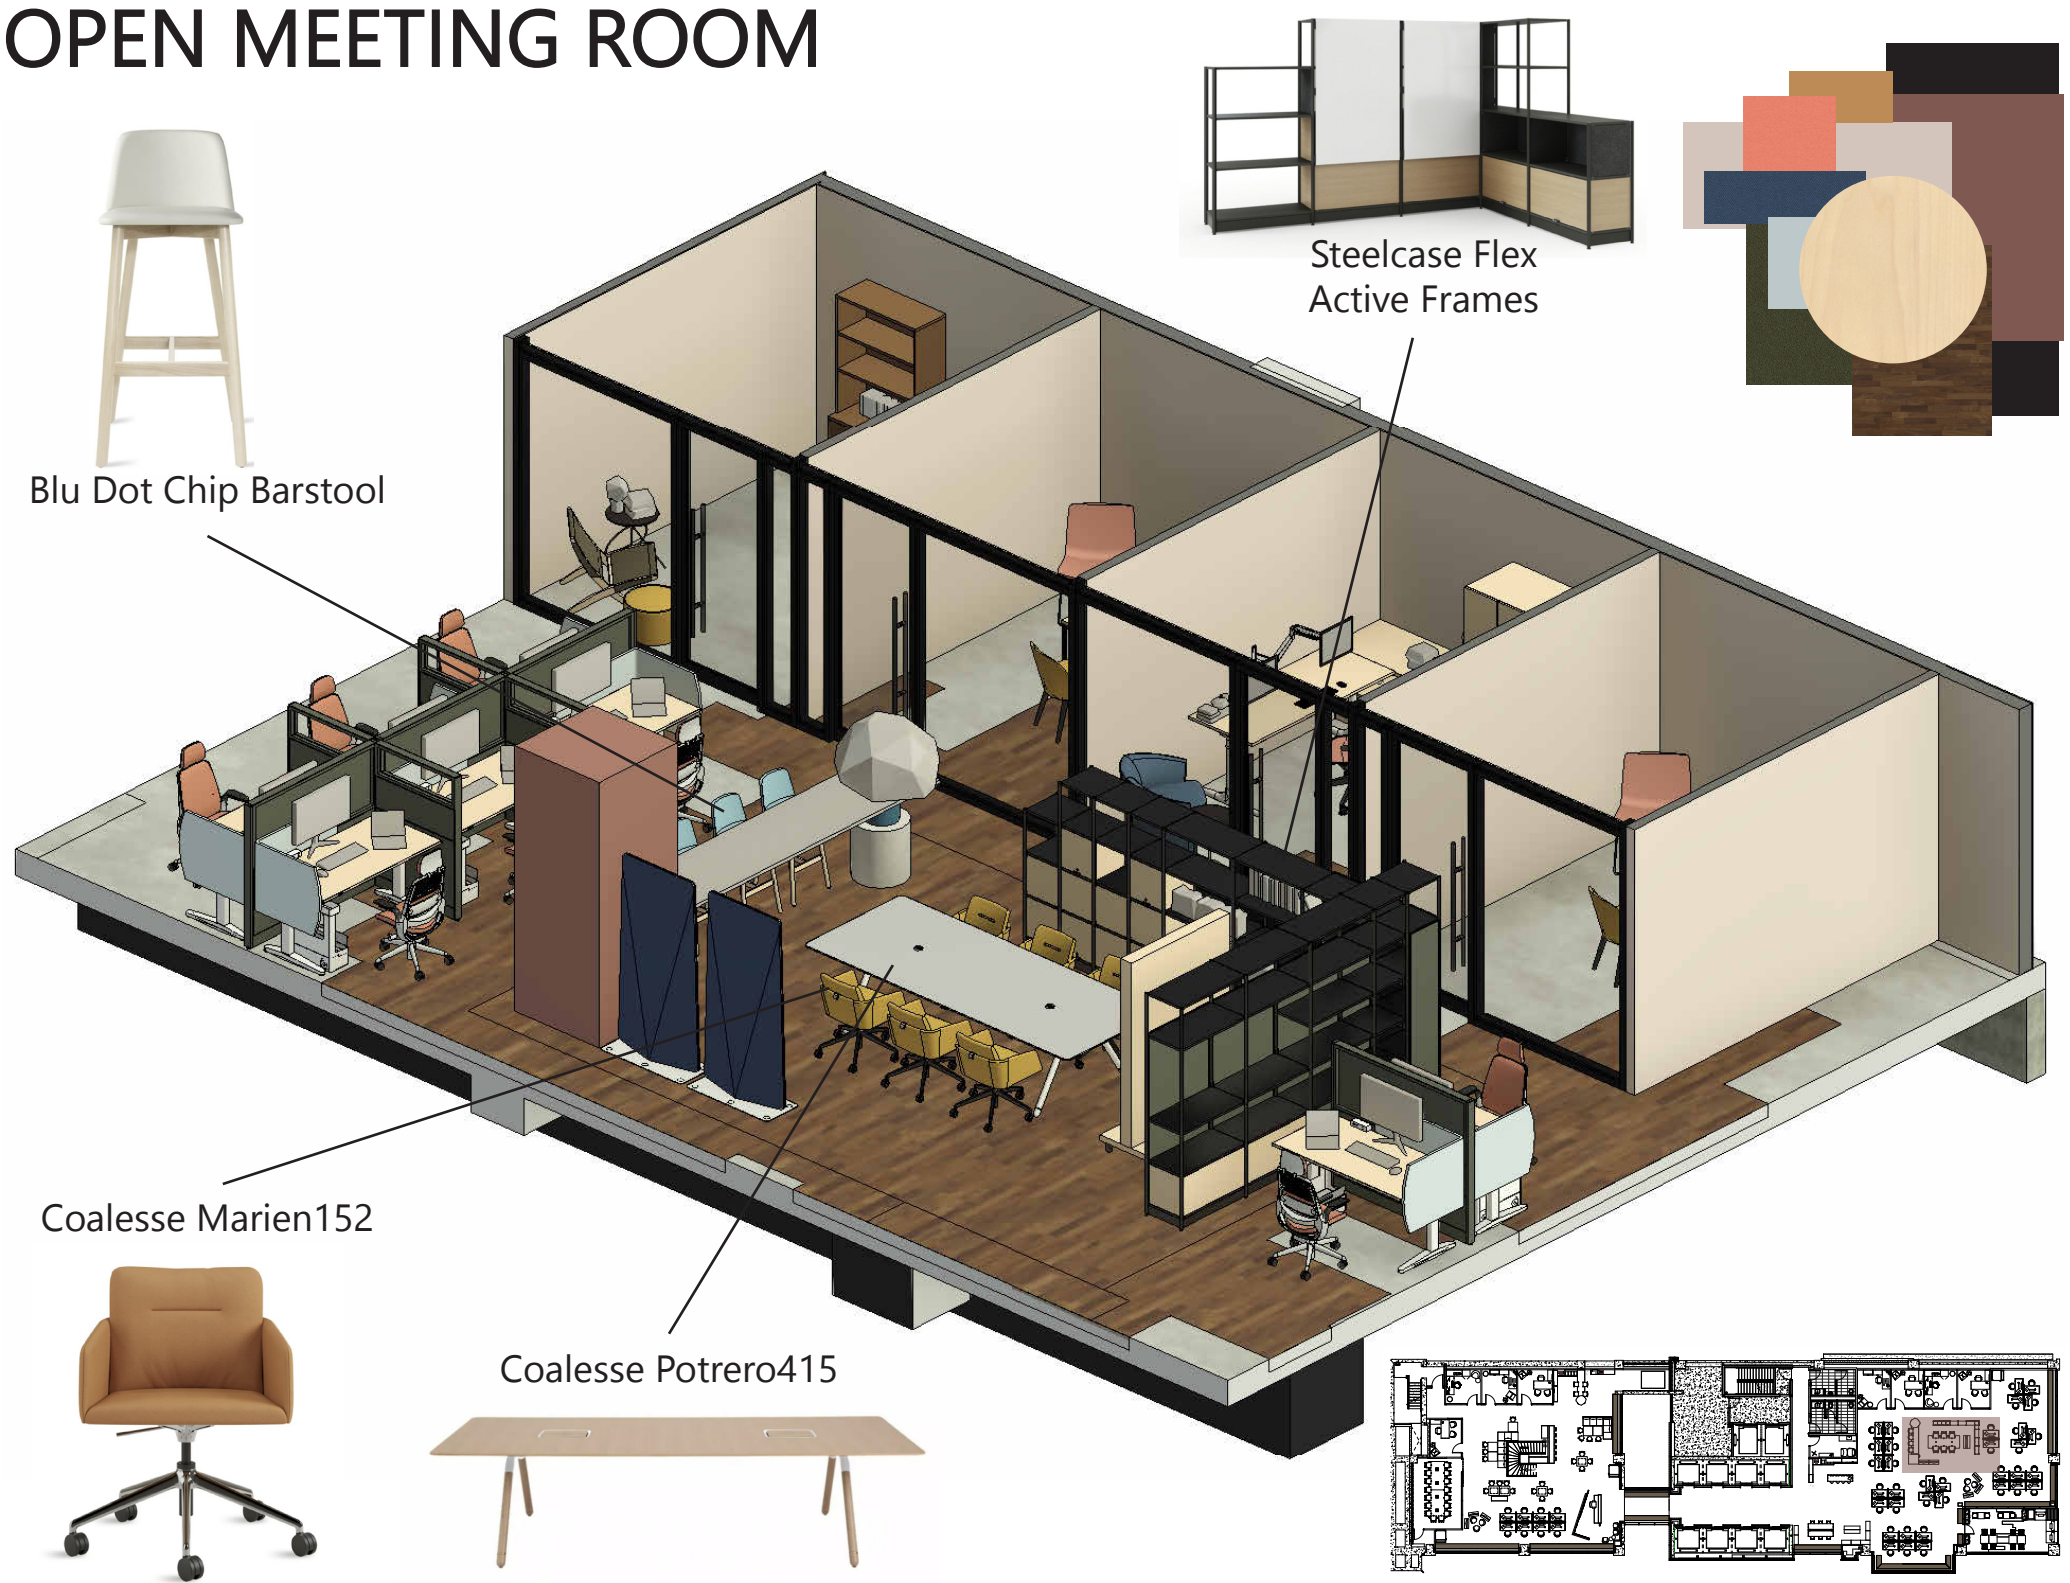 OPEN MEETING ROOM
Steelcase Flex
Active Frames
Blu Dot Chip Barstool
Coalesse Marien152
Coalesse Potrero415